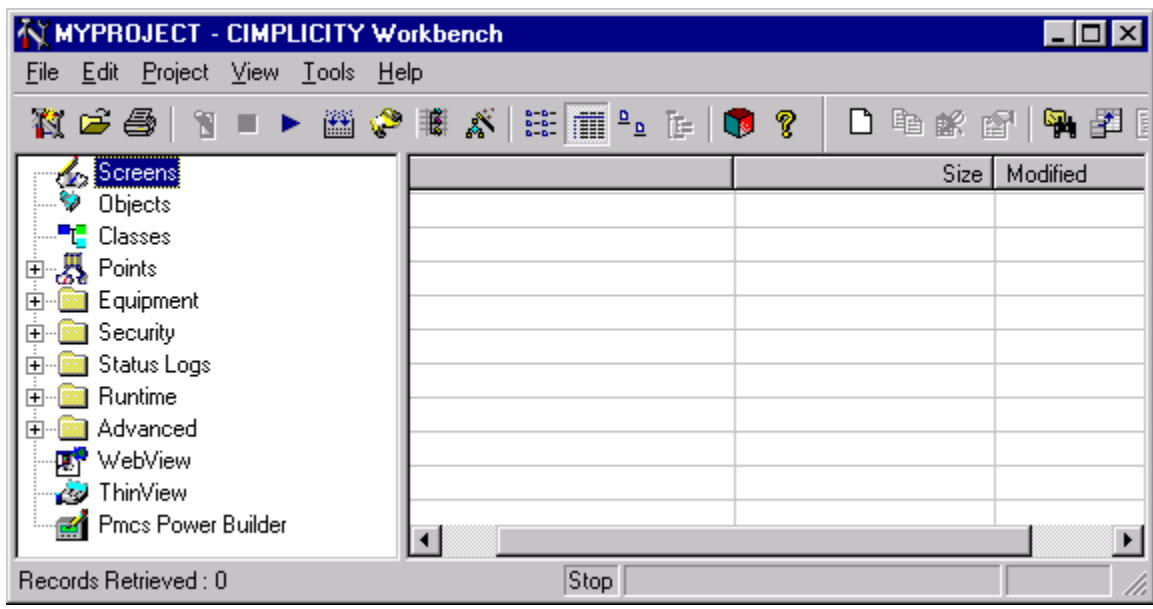 MYPROJECT - CIMPLICITY Workbench
File Edit Project View Tools Help
Screens
Size Modified
Objects
Classes
Points
Equipment
Security
Status Logs
Runtime
Advanced
WebView
ThinView
Pmcs Power Builder
Records Retrieved : 0 Stop